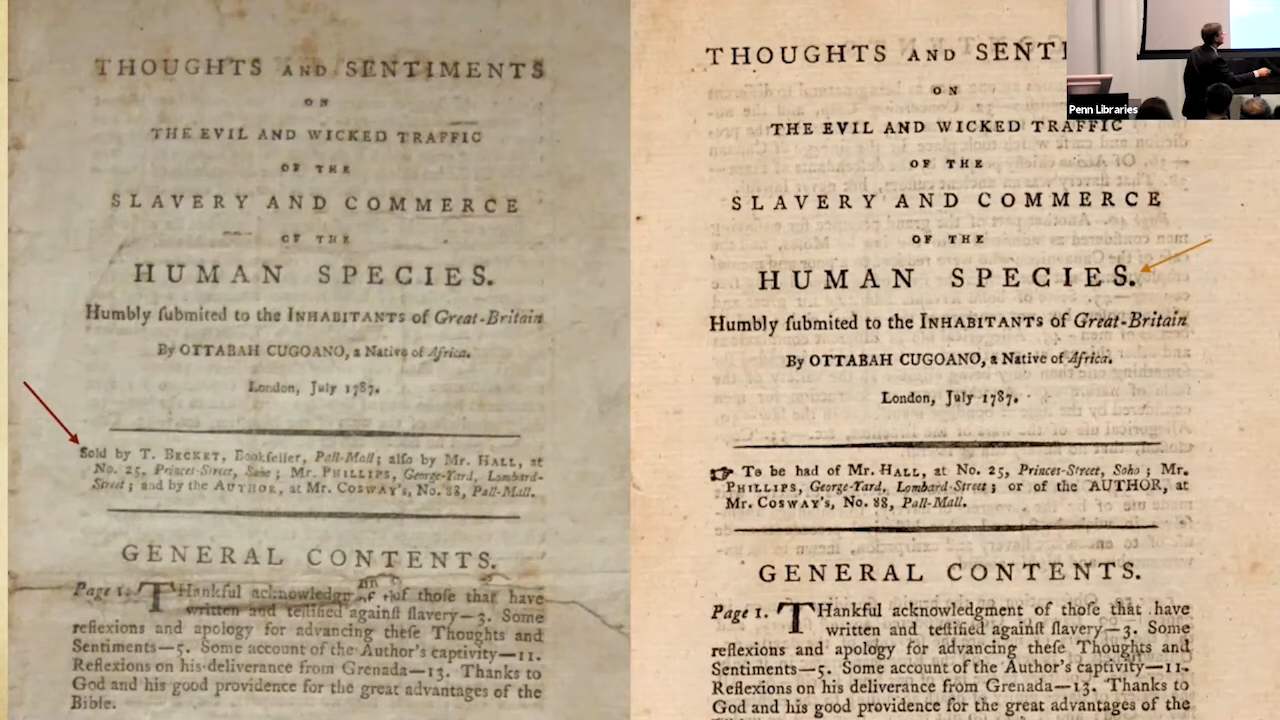 THOUGHTS AND SENTIMENTS
ON
THE EVIL AND WICKED TRAFFIC
OF THE
SLAVERY AND COMMERCE
OF THE
HUMAN SPECIES.
Humbly ſubmited to the INHABITANTS of Great-Britain
By OTTABAH CUGOANO, a Native of Africa.
London, July 1787.
Sold by T. BECKET, Bookſeller, Pall-Mall; alſo by Mr. HALL, at
No. 25, Princes-Street, Soho; Mr. PHILLIPS, George-Yard, Lombard-
Street; and by the AUTHOR, at Mr. COSWAY'S, No. 88, Pall-Mall.
GENERAL CONTENTS.
Page 1. THankful of thoſe that have
written and teſtified againſt ſlavery—3. Some
reflexions and apology for advancing theſe Thoughts and
Sentiments—5. Some account of the Author's captivity—11.
Reflections on his deliverance from Grenada—13. Thanks to
God and his good providence for the great advantages of the
Bible.
THOUGHTS AND SENTI
ON
THE EVIL AND WICKED TRAFFIC
OF THE
SLAVERY AND COMMERCE
OF THE
HUMAN SPECIES.
Humbly ſubmited to the INHABITANTS of Great-Britain
By OTTABAH CUGOANO, a Native of Africa.
London, July 1787.
☞ To be had of Mr. HALL, at No. 25, Princes-Street, Soho; Mr.
PHILLIPS, George-Yard, Lombard-Street; or of the AUTHOR, at
Mr. COSWAY'S, No. 88, Pall-Mall.
GENERAL CONTENTS.
Page 1. THankful acknowledgment of thoſe that have
written and teſtified againſt ſlavery—3. Some
reflexions and apology for advancing theſe Thoughts and
Sentiments—5. Some account of the Author's captivity—11.
Reflections on his deliverance from Grenada—13. Thanks to
God and his good providence for the great advantages of the
Penn Libraries